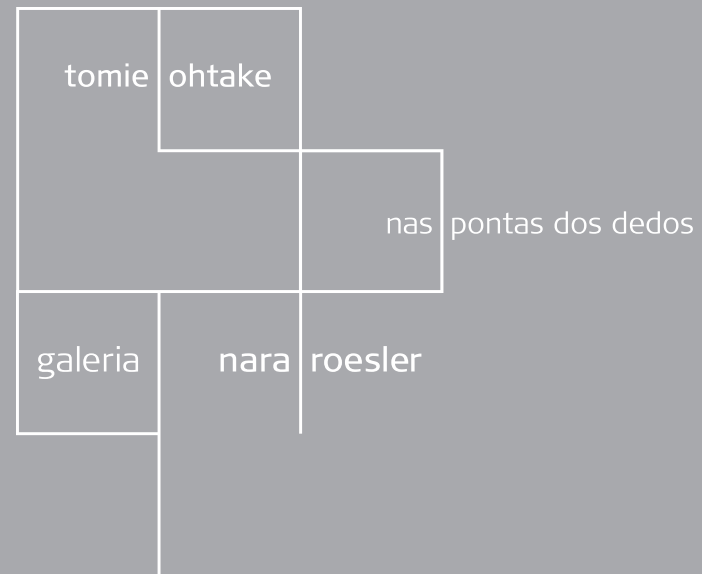 tomie ohtake
nas pontas dos dedos
galeria nara roesler